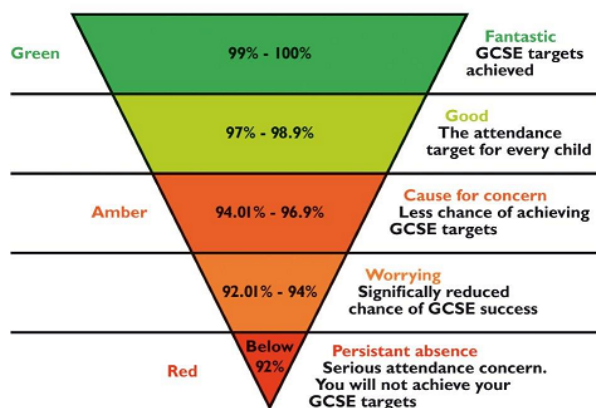 Green
99% - 100%
Fantastic
GCSE targets
achieved
97% - 98.9%
Good
The attendance
target for every child
Amber
94.01% - 96.9%
Cause for concern
Less chance of achieving
GCSE targets
92.01% - 94%
Worrying
Significally reduced
chance of GCSE success
Red
Below
92%
Persistant absence
Serious attendance concern.
You will not achieve your
GCSE targets